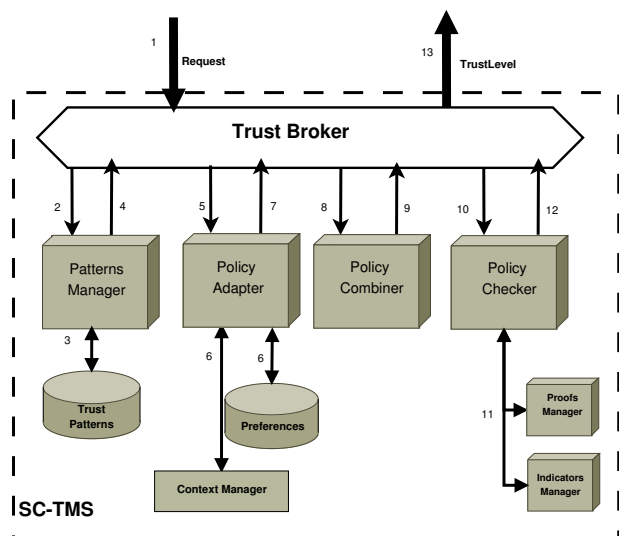 1
Request
13
TrustLevel
Trust Broker
2
4
5
7
8
9
10
12
Patterns
Manager
Policy
Adapter
Policy
Combiner
Policy
Checker
3
6
6
11
Trust
Patterns
Preferences
Proofs
Manager
Context Manager
Indicators
Manager
SC-TMS